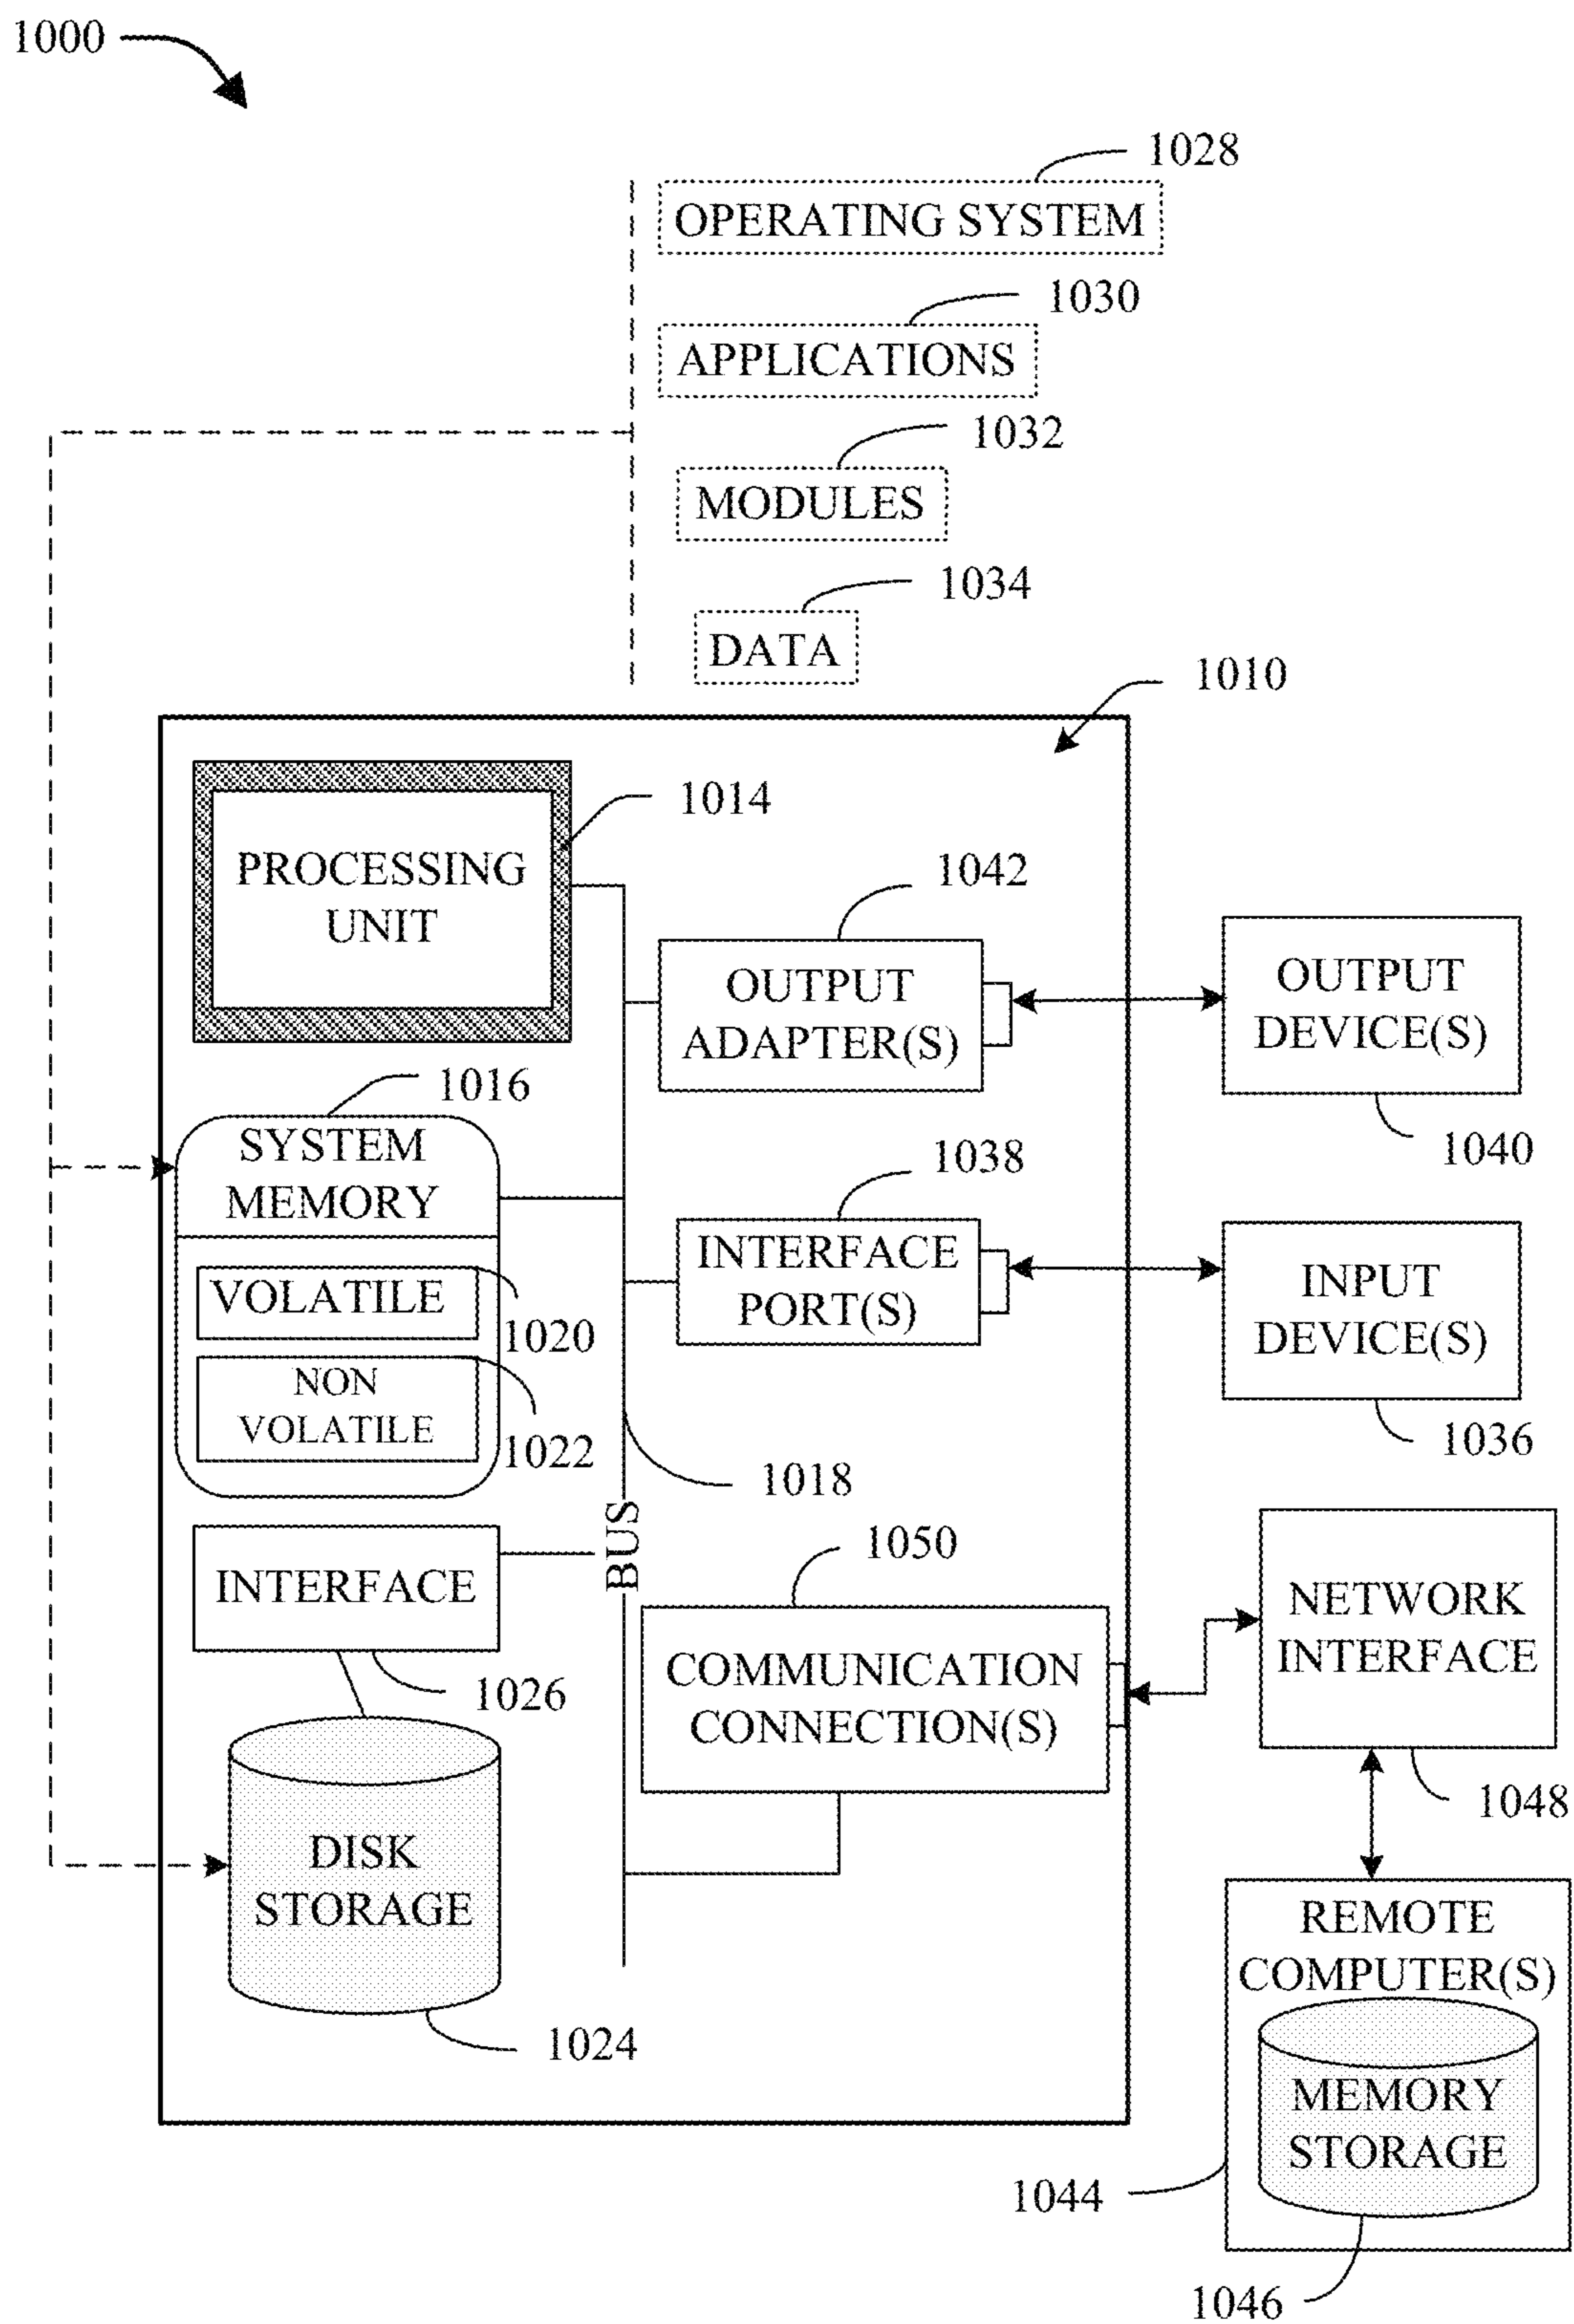 1000
1028
OPERATING SYSTEM
1030
APPLICATIONS
1032
MODULES
1034
DATA
1010
1014
PROCESSING
UNIT
1042
OUTPUT
ADAPTER(S)
OUTPUT
DEVICE(S)
1040
1016
SYSTEM
MEMORY
VOLATILE
1020
NON
VOLATILE
1022
1038
INTERFACE
PORT(S)
INPUT
DEVICE(S)
1036
1018
BUS
INTERFACE
1026
1050
COMMUNICATION
CONNECTION(S)
NETWORK
INTERFACE
1048
DISK
STORAGE
1024
REMOTE
COMPUTER(S)
MEMORY
STORAGE
1044
1046